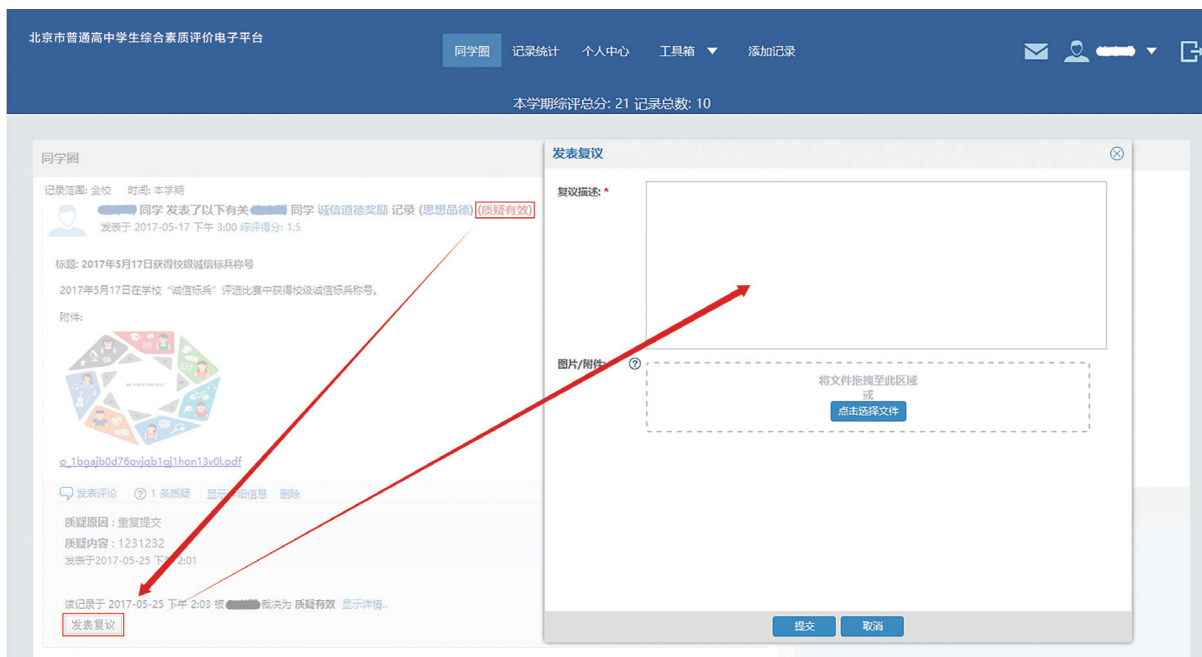 北京市普通高中学生综合素质评价电子平台
同学圈 记录统计 个人中心 工具箱 添加记录
本学期综评总分: 21 记录总数: 10
同学圈
记录范围: 全校 时间: 本学期
同学 发表了以下有关 同学 诚信道德奖励 记录 (思想品德) (质疑有效)
发表于 2017-05-17 下午 3:00 综评得分: 1.5
标题: 2017年5月17日获得校级诚信标兵称号
2017年5月17日在学校“诚信标兵”评选比赛中获得校级诚信标兵称号。
附件:
o_1bgajb0d76ovjqb1gj1hon13v0l.pdf
发表评论 1 条质疑 显示详细信息 删除
质疑原因 : 重复提交
质疑内容 : 1231232
发表于2017-05-25 下午 2:01
该记录于 2017-05-25 下午 2:03 被 裁决为 质疑有效 显示详情..
发表复议
发表复议
复议描述: *
图片/附件:
将文件拖拽至此区域
或
点击选择文件
提交 取消